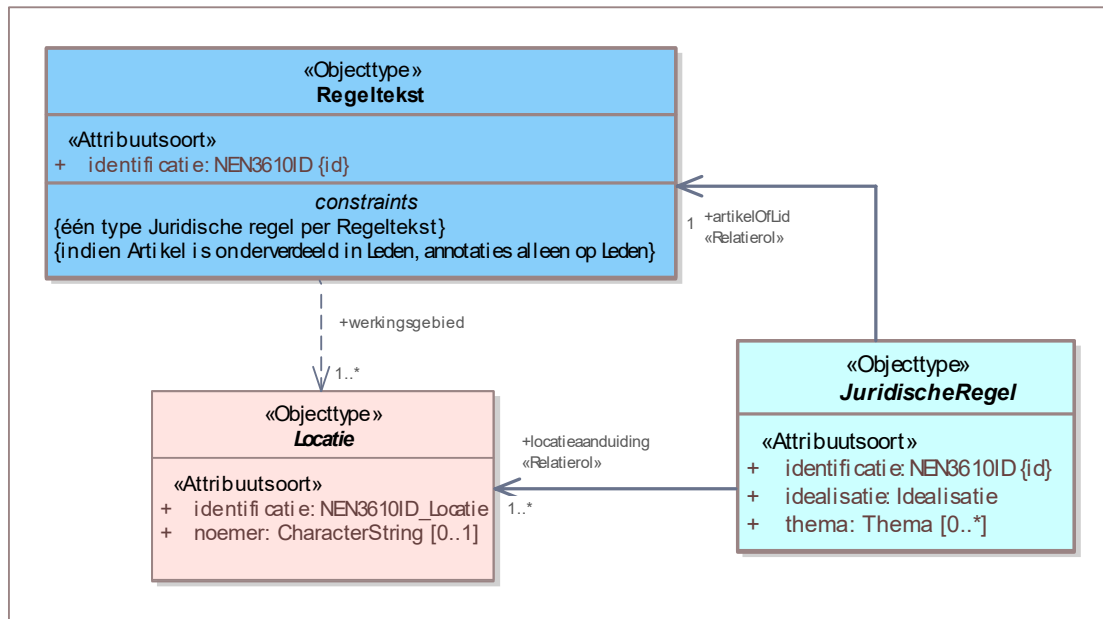 «Objecttype»
Regeltekst
«Attribuutsoort»
+ identificatie: NEN3610ID {id}
constraints
{één type Juridische regel per Regeltekst}
{indien Artikel is onderverdeeld in Leden, annotaties alleen op Leden}
1 +artikelOfLid
«Relatierol»
+werkingsgebied
1..*
«Objecttype»
Locatie
«Attribuutsoort»
+ identificatie: NEN3610ID_Locatie
+ noemer: CharacterString [0..1]
+locatieaanduiding
«Relatierol»
1..*
«Objecttype»
JuridischeRegel
«Attribuutsoort»
+ identificatie: NEN3610ID {id}
+ idealisatie: Idealisatie
+ thema: Thema [0..*]